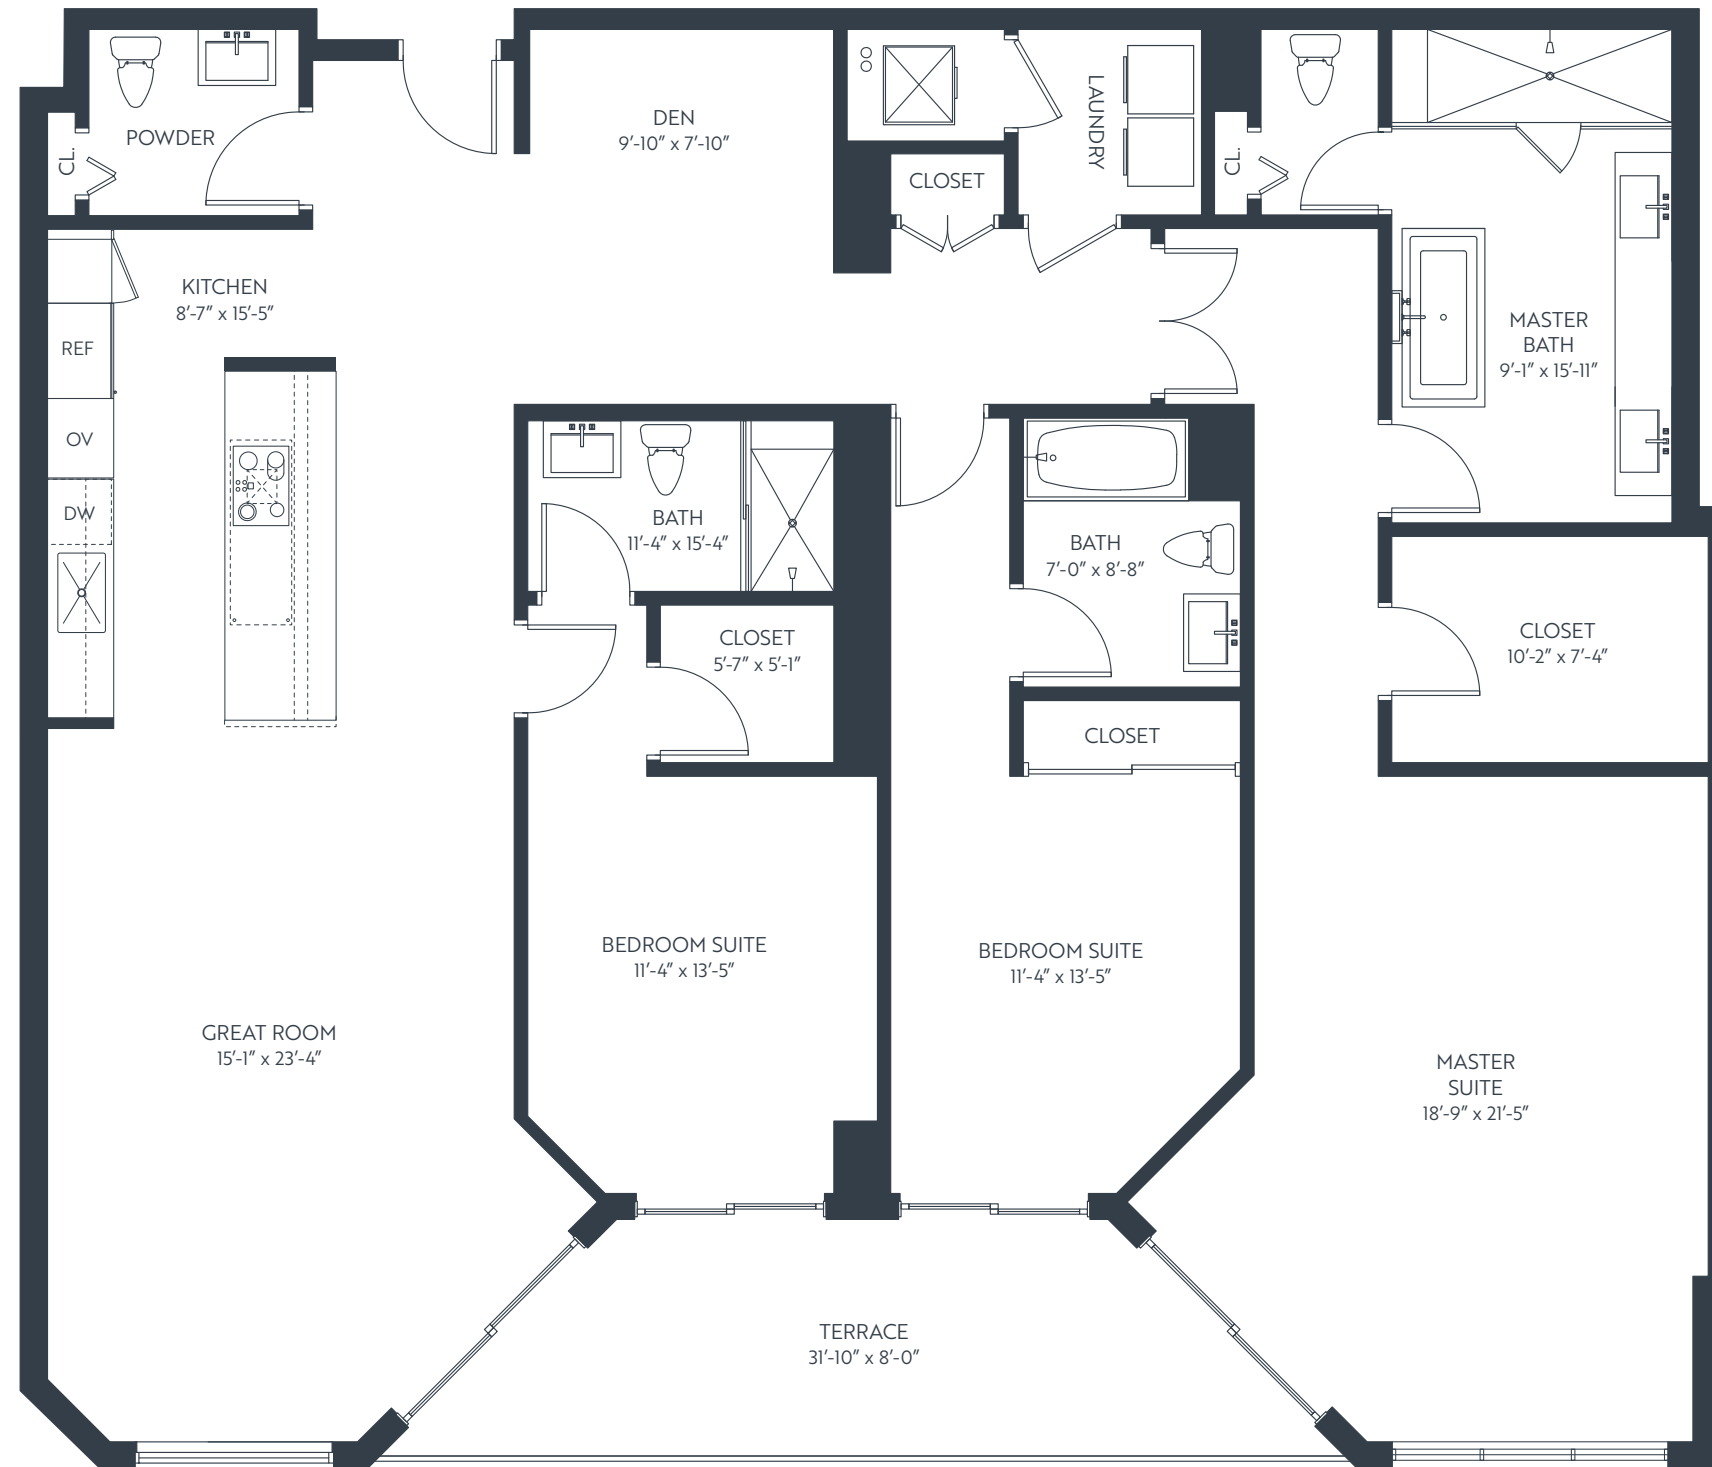 POWDER
CL.
DEN
9'-10" x 7'-10"
LAUNDRY
CLOSET
CL.
KITCHEN
8'-7" x 15'-5"
REF
OV
DW
MASTER
BATH
9'-1" x 15'-11"
BATH
11'-4" x 15'-4"
BATH
7'-0" x 8'-8"
CLOSET
5'-7" x 5'-1"
CLOSET
10'-2" x 7'-4"
CLOSET
BEDROOM SUITE
11'-4" x 13'-5"
BEDROOM SUITE
11'-4" x 13'-5"
GREAT ROOM
15'-1" x 23'-4"
MASTER
SUITE
18'-9" x 21'-5"
TERRACE
31'-10" x 8'-0"